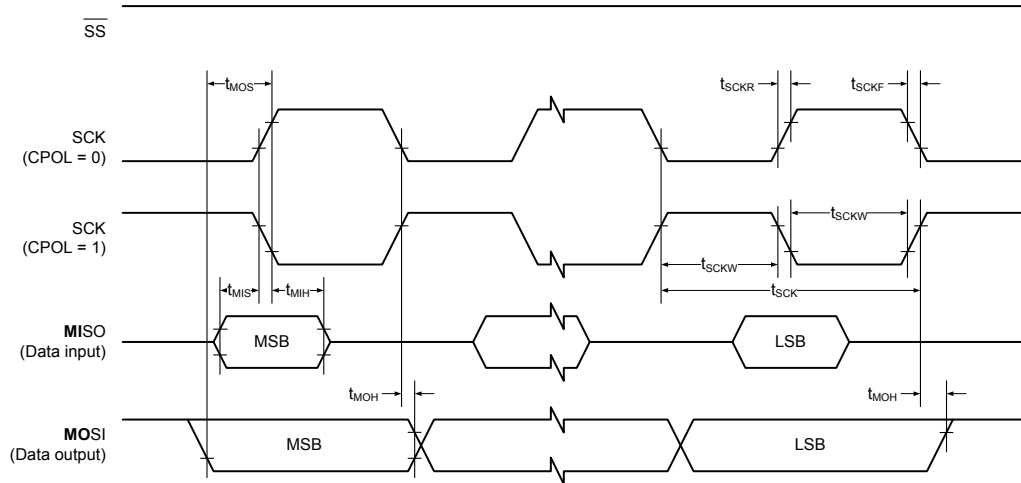 SS
tMOS
tSCKR
tSCKF
SCK
(CPOL = 0)
SCK
(CPOL = 1)
tSCKW
tSCKW
tSCK
tMIS
tMIH
MISO
(Data input)
MSB
LSB
tMOH
tMOH
MOSI
(Data output)
MSB
LSB